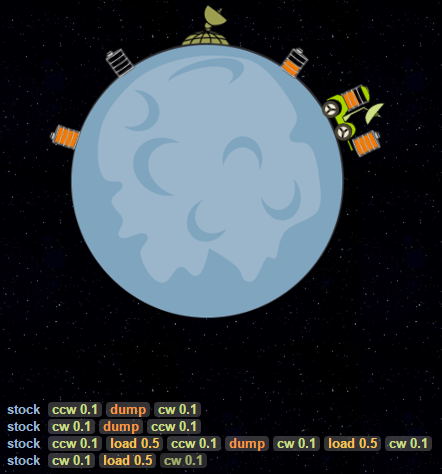 stock ccw 0.1 dump cw 0.1
stock cw 0.1 dump ccw 0.1
stock ccw 0.1 load 0.5 ccw 0.1 dump cw 0.1 load 0.5 cw 0.1
stock cw 0.1 load 0.5 cw 0.1